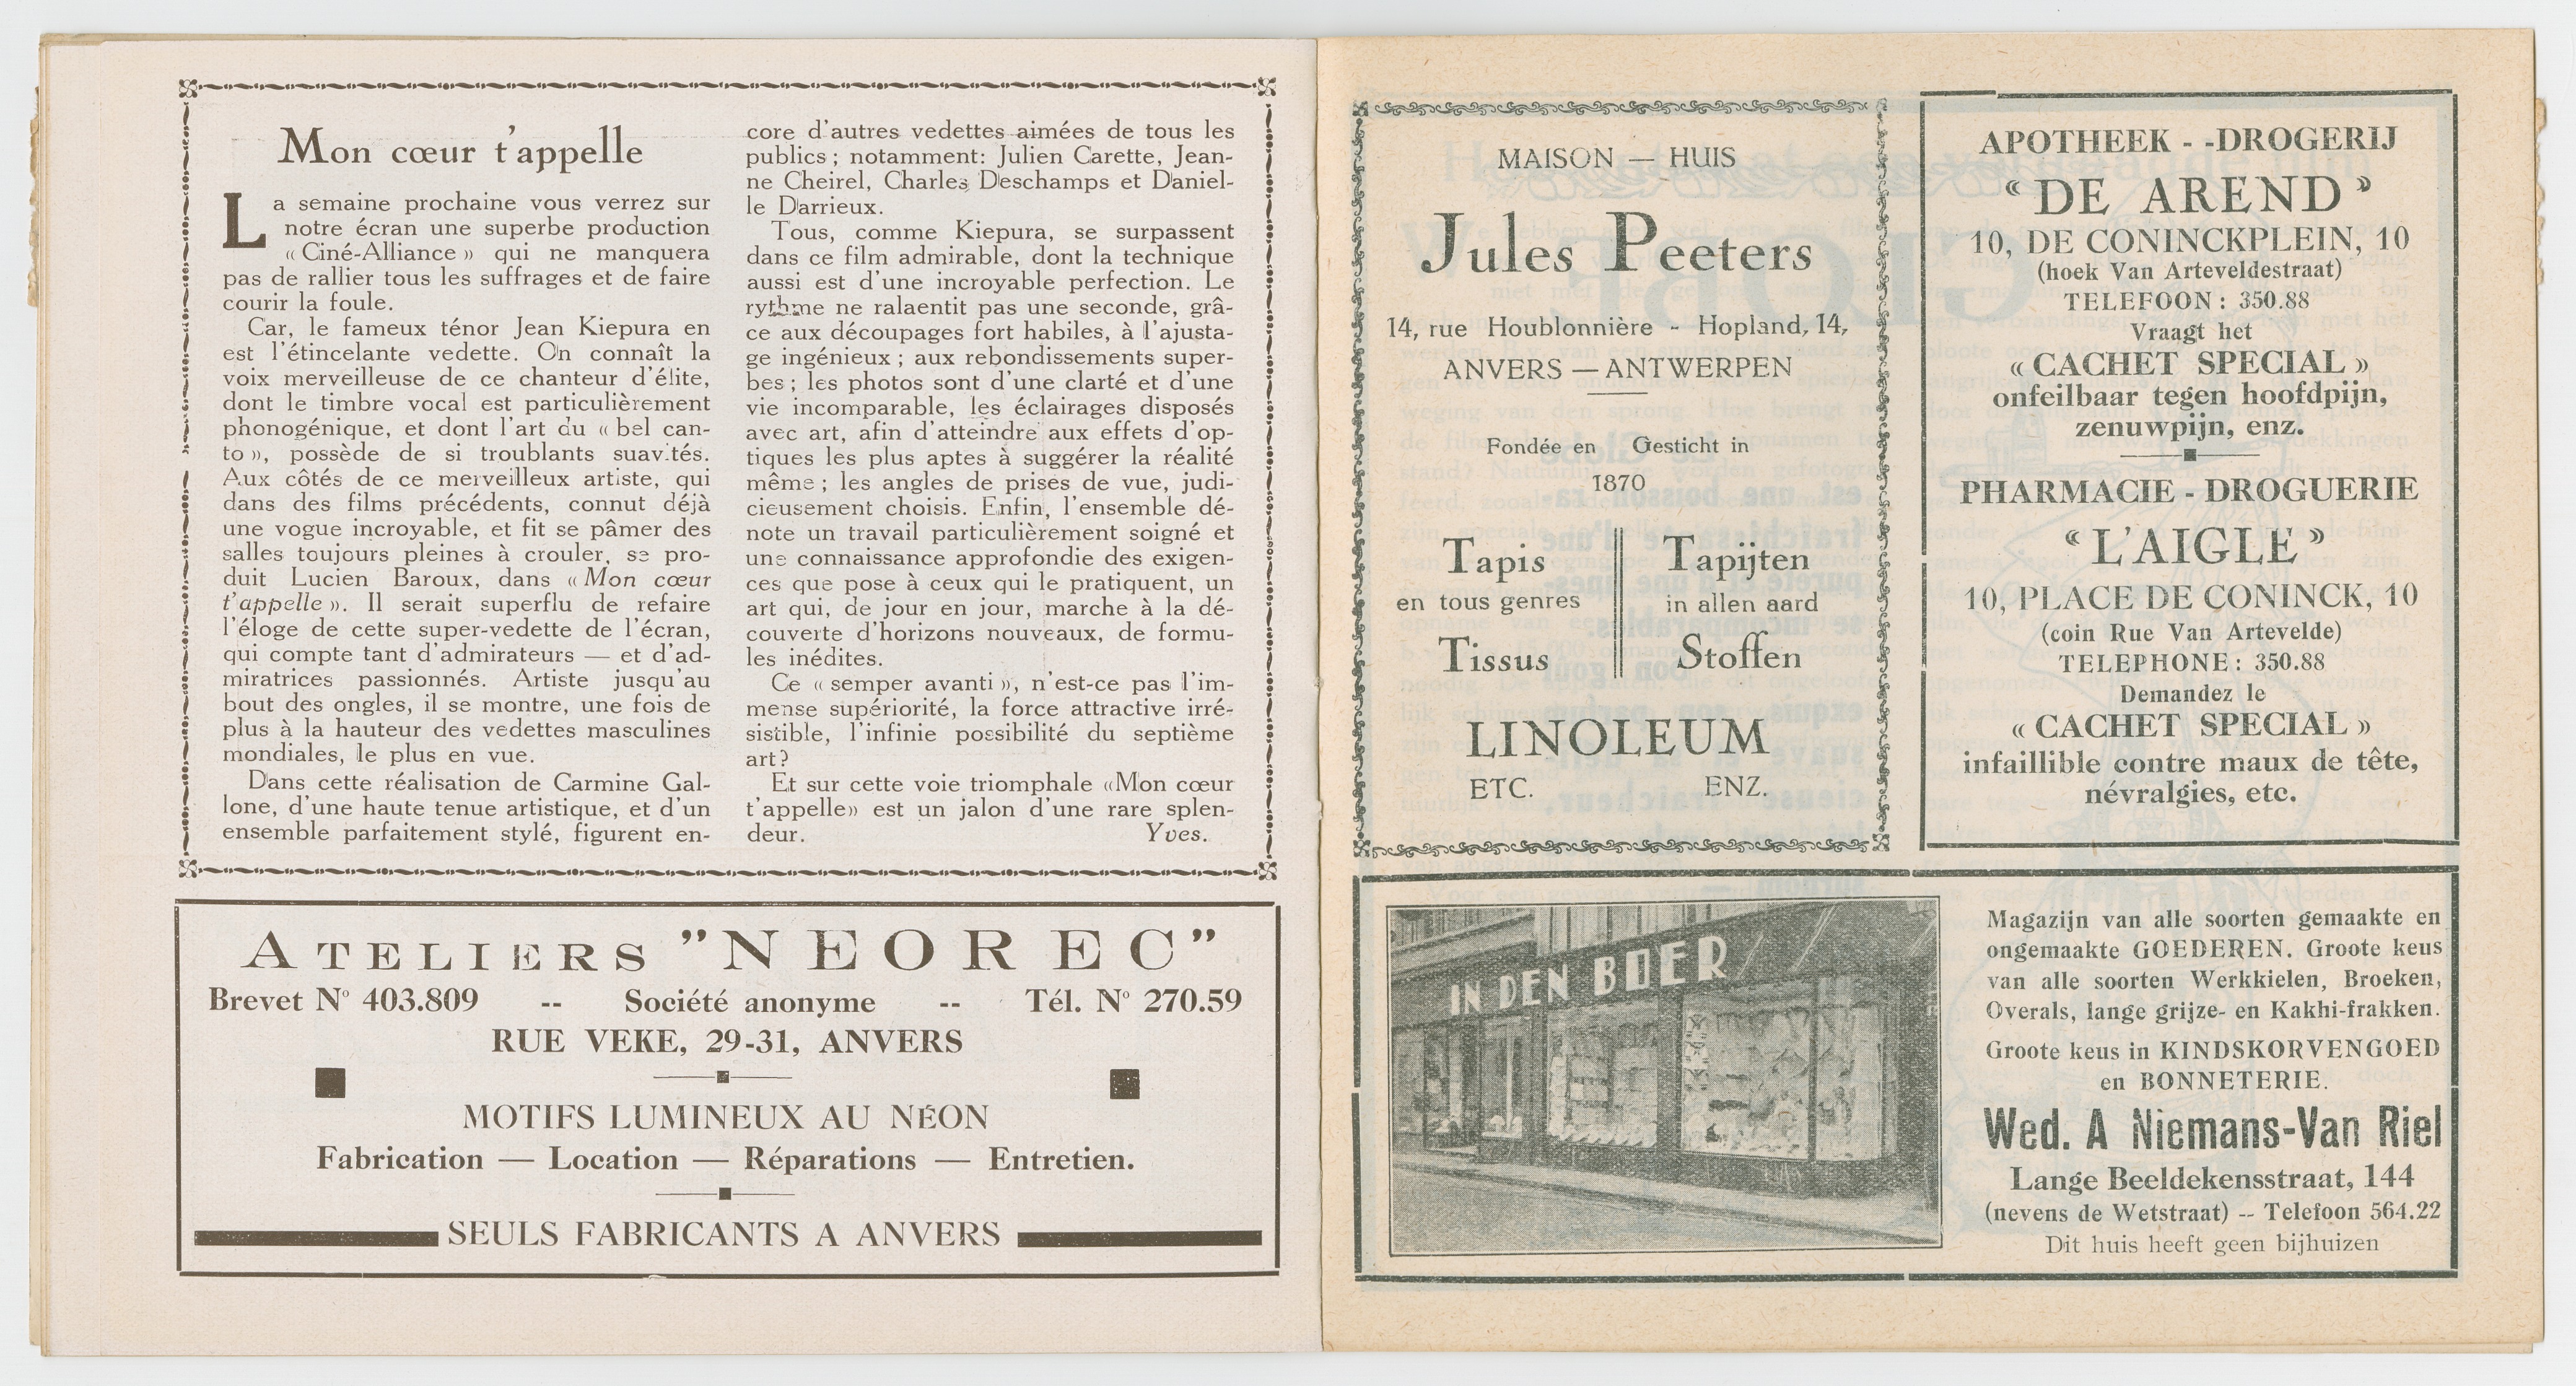 Mon cœur t'appelle
La semaine prochaine vous verrez sur
notre écran une superbe production
« Ciné-Alliance » qui ne manquera
pas de rallier tous les suffrages et de faire
courir la foule.
Car, le fameux ténor Jean Kiepura en
est l'étincelante vedette. On connaît la
voix merveilleuse de ce chanteur d'élite,
dont le timbre vocal est particulièrement
phonogénique, et dont l'art du « bel can-
to », possède de si troublants suavités.
Aux côtés de ce merveilleux artiste, qui
dans des films précédents, connut déjà
une vogue incroyable, et fit se pâmer des
salles toujours pleines à crouler, se pro-
duit Lucien Baroux, dans « Mon cœur
t'appelle ». Il serait superflu de refaire
l'éloge de cette super-vedette de l'écran,
qui compte tant d'admirateurs — et d'ad-
miratrices passionnés. Artiste jusqu'au
bout des ongles, il se montre, une fois de
plus à la hauteur des vedettes masculines
mondiales, le plus en vue.
Dans cette réalisation de Carmine Gal-
lone, d'une haute tenue artistique, et d'un
ensemble parfaitement stylé, figurent en-
core d'autres vedettes aimées de tous les
publics ; notamment: Julien Carette, Jean-
ne Cheirel, Charles Deschamps et Daniel-
le Darrieux.
Tous, comme Kiepura, se surpassent
dans ce film admirable, dont la technique
aussi est d'une incroyable perfection. Le
rythme ne ralaentit pas une seconde, grâ-
ce aux découpages fort habiles, à l'ajusta-
ge ingénieux ; aux rebondissements super-
bes ; les photos sont d'une clarté et d'une
vie incomparable, les éclairages disposés
avec art, afin d'atteindre aux effets d'op-
tiques les plus aptes à suggérer la réalité
même ; les angles de prises de vue, judi-
cieusement choisis. Enfin, l'ensemble dé-
note un travail particulièrement soigné et
une connaissance approfondie des exigen-
ces que pose à ceux qui le pratiquent, un
art qui, de jour en jour, marche à la dé-
couverte d'horizons nouveaux, de formu-
les inédites.
Ce « semper avanti », n'est-ce pas l'im-
mense supériorité, la force attractive irré-
sistible, l'infinie possibilité du septième
art?
Et sur cette voie triomphale «Mon cœur
t'appelle» est un jalon d'une rare splen-
deur. Yves.
ATELIERS "NEOREC"
Brevet N° 403.809 -- Société anonyme -- Tél. N° 270.59
RUE VEKE, 29-31, ANVERS
MOTIFS LUMINEUX AU NÉON
Fabrication — Location — Réparations — Entretien.
SEULS FABRICANTS A ANVERS
MAISON — HUIS
Jules Peeters
14, rue Houblonnière - Hopland, 14,
ANVERS — ANTWERPEN
Fondée en Gesticht in
1870
Tapis Tapijten
en tous genres in allen aard
Tissus Stoffen
LINOLEUM
ETC. ENZ.
APOTHEEK - -DROGERIJ
« DE AREND »
10, DE CONINCKPLEIN, 10
(hoek Van Arteveldestraat)
TELEFOON : 350.88
Vraagt het
« CACHET SPECIAL »
onfeilbaar tegen hoofdpijn,
zenuwpijn, enz.
PHARMACIE - DROGUERIE
« L'AIGLE »
10, PLACE DE CONINCK, 10
(coin Rue Van Artevelde)
TELEPHONE : 350.88
Demandez le
« CACHET SPECIAL »
infaillible contre maux de tête,
névralgies, etc.
IN DEN BOER
Magazijn van alle soorten gemaakte en
ongemaakte GOEDEREN. Groote keus
van alle soorten Werkkielen, Broeken,
Overals, lange grijze- en Kakhi-frakken.
Groote keus in KINDSKORVENGOED
en BONNETERIE.
Wed. A Niemans-Van Riel
Lange Beeldekensstraat, 144
(nevens de Wetstraat) -- Telefoon 564.22
Dit huis heeft geen bijhuizen